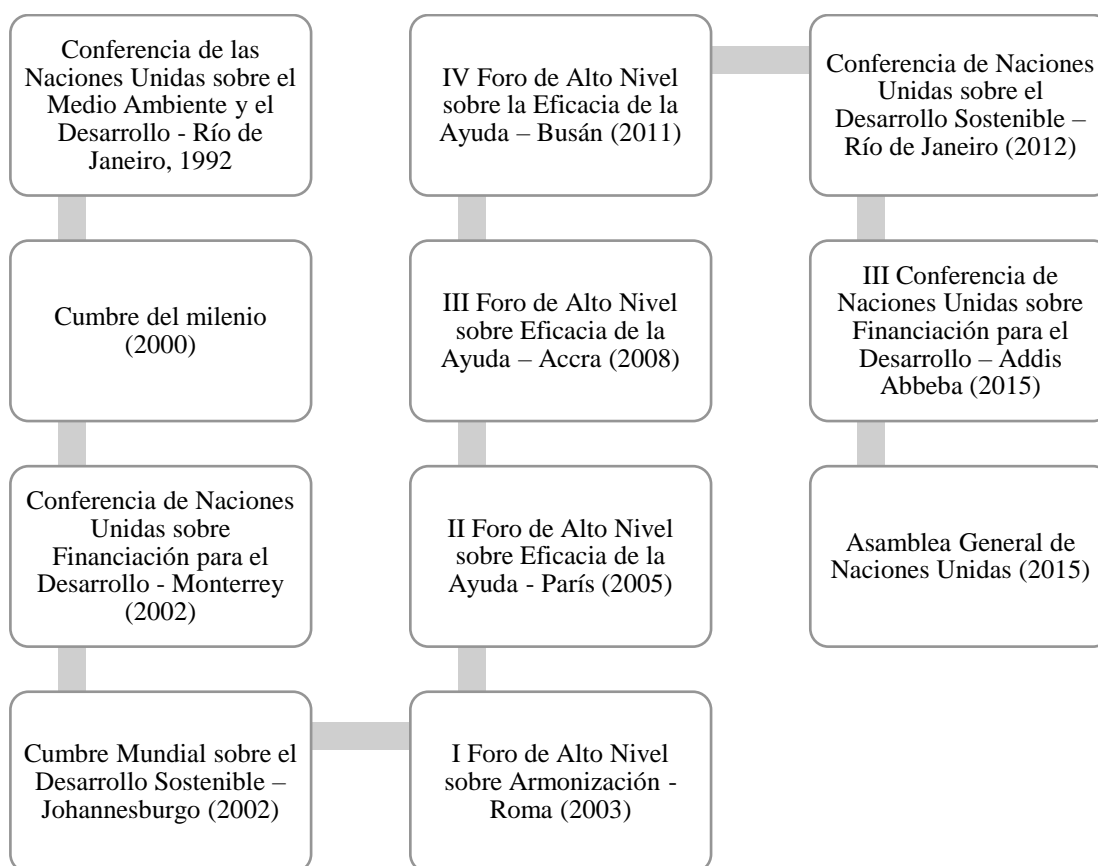 Conferencia de las
Naciones Unidas sobre el
Medio Ambiente y el
Desarrollo - Río de
Janeiro, 1992
Cumbre del milenio
(2000)
Conferencia de Naciones
Unidas sobre
Financiación para el
Desarrollo - Monterrey
(2002)
Cumbre Mundial sobre el
Desarrollo Sostenible –
Johannesburgo (2002)
I Foro de Alto Nivel
sobre Armonización -
Roma (2003)
II Foro de Alto Nivel
sobre Eficacia de la
Ayuda - París (2005)
III Foro de Alto Nivel
sobre Eficacia de la
Ayuda – Accra (2008)
IV Foro de Alto Nivel
sobre la Eficacia de la
Ayuda – Busán (2011)
Conferencia de Naciones
Unidas sobre el
Desarrollo Sostenible –
Río de Janeiro (2012)
III Conferencia de
Naciones Unidas sobre
Financiación para el
Desarrollo – Addis
Abbeba (2015)
Asamblea General de
Naciones Unidas (2015)